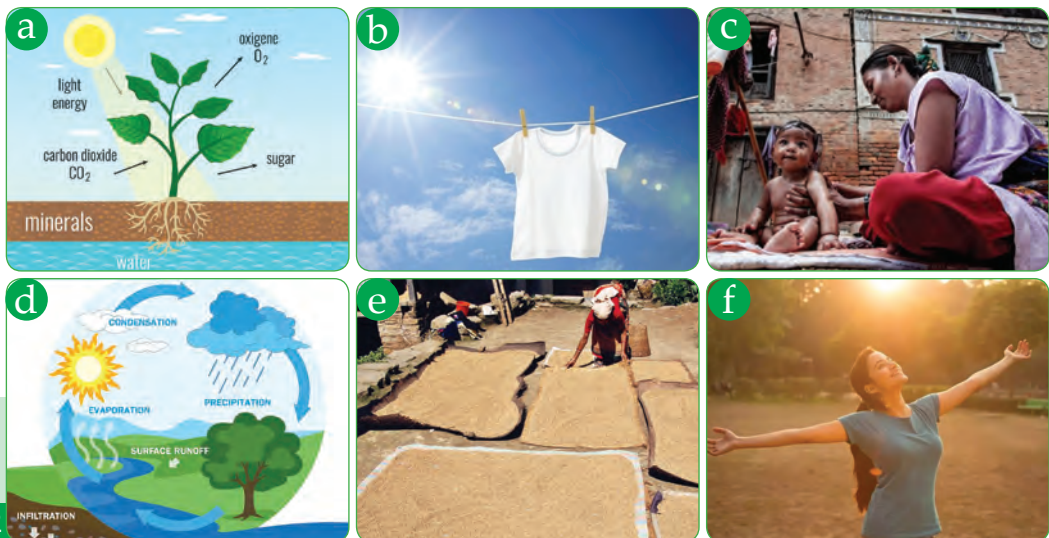 a
oxigene
O₂
light
energy
carbon dioxide
CO₂
sugar
minerals
water
b
c
d
CONDENSATION
EVAPORATION
PRECIPITATION
SURFACE RUNOFF
INFILTRATION
e
f